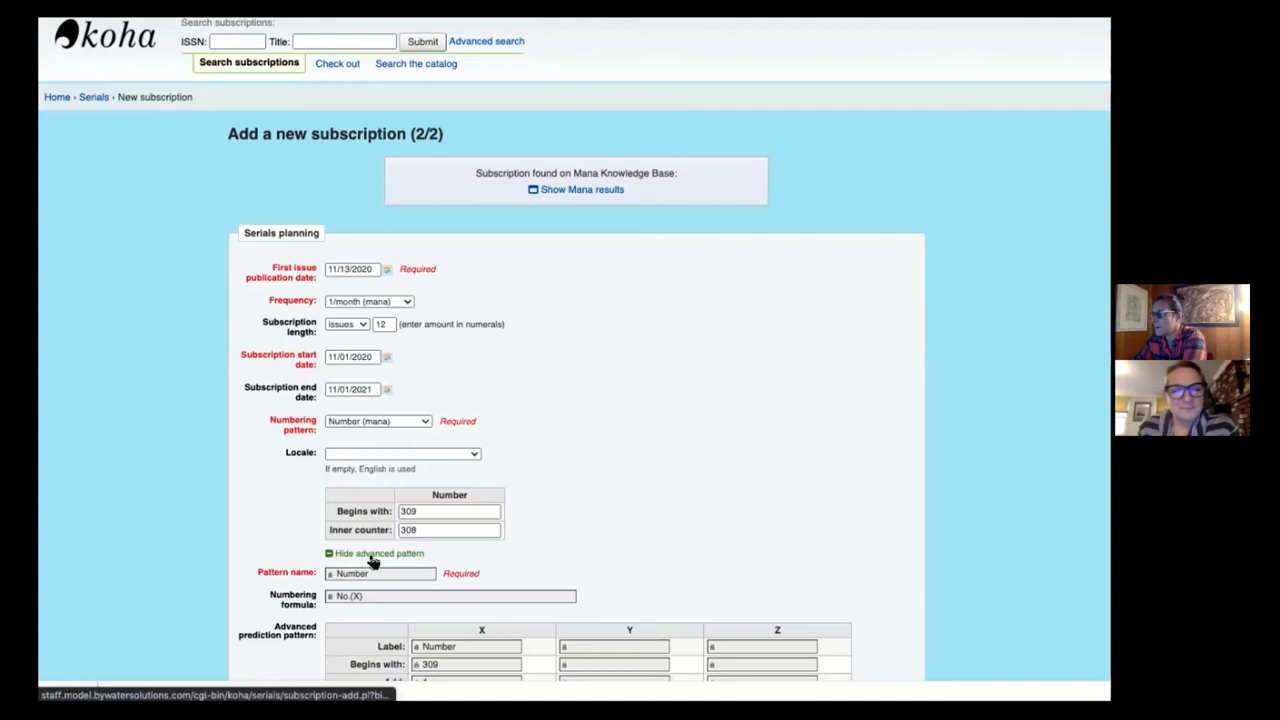 Search subscriptions:
koha ISSN: Title: Submit Advanced search
Search subscriptions Check out Search the catalog
Home › Serials › New subscription
Add a new subscription (2/2)
Subscription found on Mana Knowledge Base:
Show Mana results
Serials planning
First issue publication date: 11/13/2020 Required
Frequency: 1/month (mana)
Subscription length: issues 12 (enter amount in numerals)
Subscription start date: 11/01/2020
Subscription end date: 11/01/2021
Numbering pattern: Number (mana) Required
Locale:
If empty, English is used
Number
Begins with: 309
Inner counter: 308
Hide advanced pattern
Pattern name: Number Required
Numbering formula: No.{X}
Advanced prediction pattern: X Y Z
Label: Number
Begins with: 309
staff.model.bywatersolutions.com/cgi-bin/koha/serials/subscription-add.pl?bi...